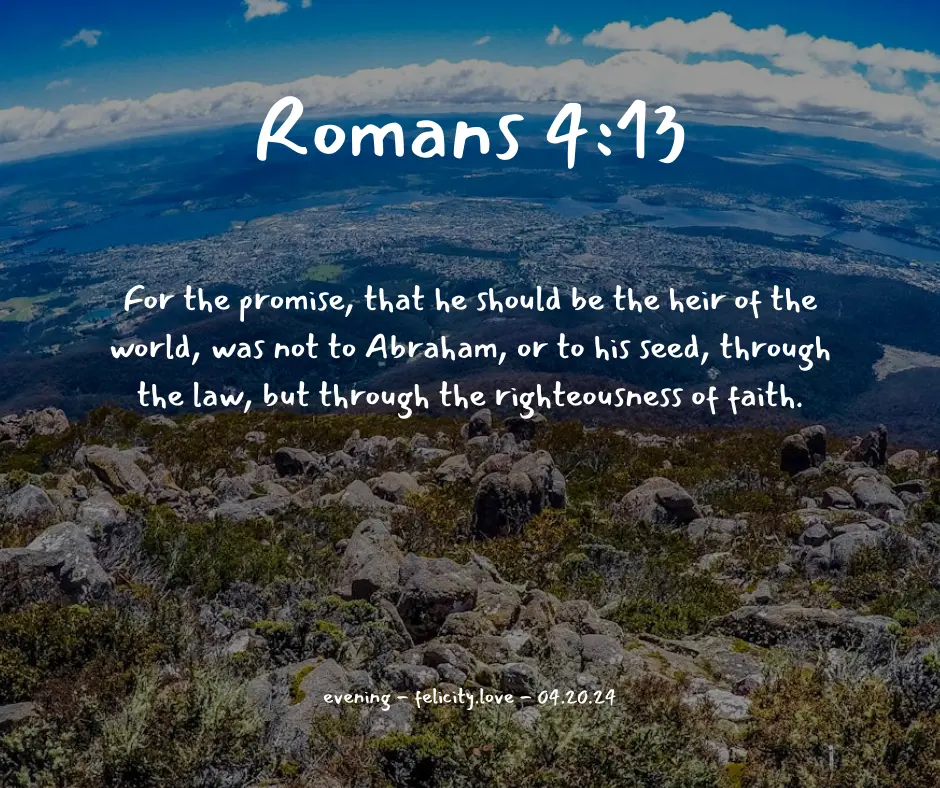 Romans 4:13
For the promise, that he should be the heir of the
world, was not to Abraham, or to his seed, through
the law, but through the righteousness of faith.
evening - felicity.love - 04.20.24